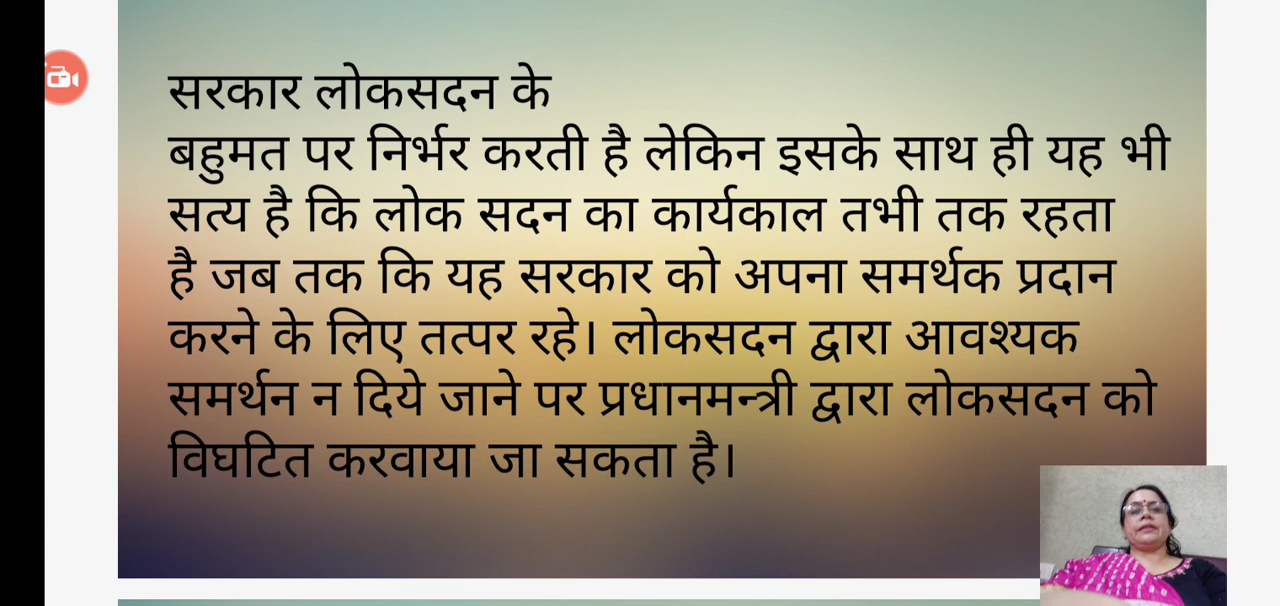 सरकार लोकसदन के
बहुमत पर निर्भर करती है लेकिन इसके साथ ही यह भी
सत्य है कि लोक सदन का कार्यकाल तभी तक रहता
है जब तक कि यह सरकार को अपना समर्थक प्रदान
करने के लिए तत्पर रहे। लोकसदन द्वारा आवश्यक
समर्थन न दिये जाने पर प्रधानमन्त्री द्वारा लोकसदन को
विघटित करवाया जा सकता है।